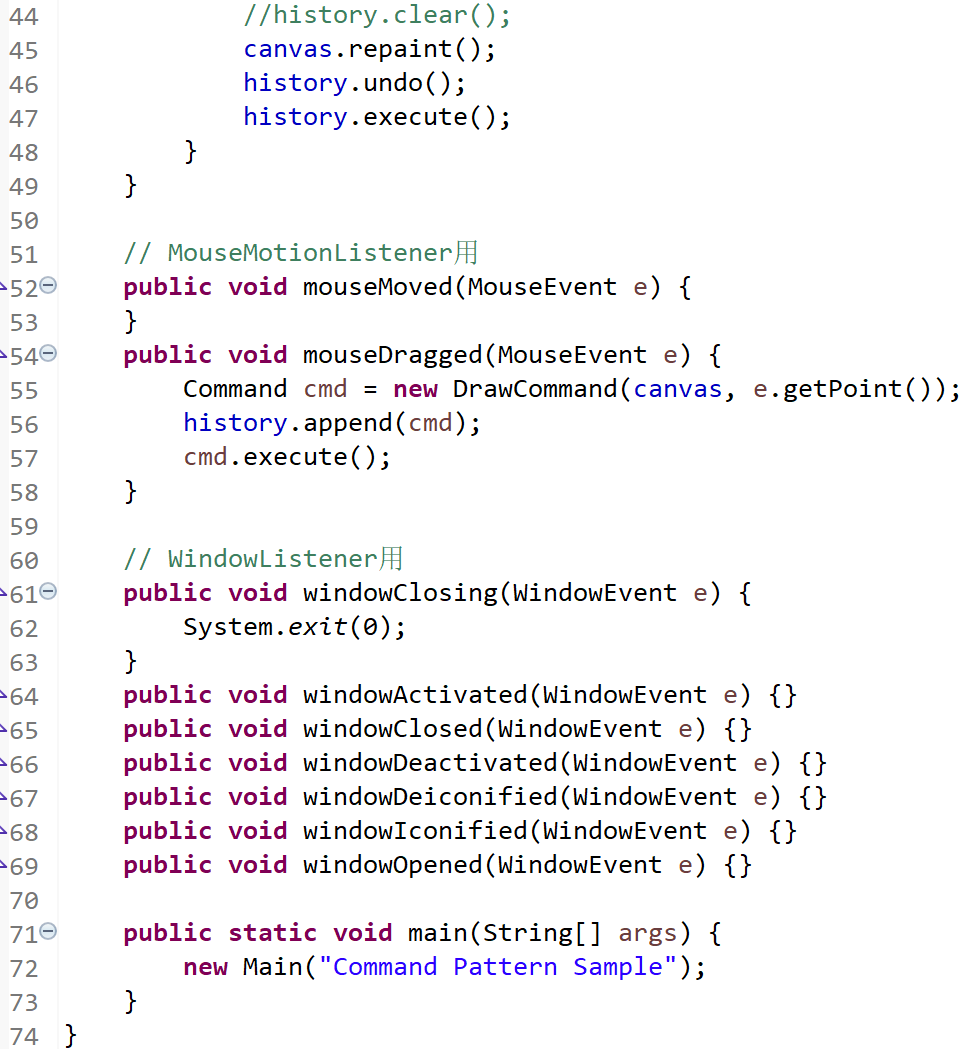 44             //history.clear();
45             canvas.repaint();
46             history.undo();
47             history.execute();
48         }
49     }
50
51     // MouseMotionListener用
52     public void mouseMoved(MouseEvent e) {
53     }
54     public void mouseDragged(MouseEvent e) {
55         Command cmd = new DrawCommand(canvas, e.getPoint());
56         history.append(cmd);
57         cmd.execute();
58     }
59
60     // WindowListener用
61     public void windowClosing(WindowEvent e) {
62         System.exit(0);
63     }
64     public void windowActivated(WindowEvent e) {}
65     public void windowClosed(WindowEvent e) {}
66     public void windowDeactivated(WindowEvent e) {}
67     public void windowDeiconified(WindowEvent e) {}
68     public void windowIconified(WindowEvent e) {}
69     public void windowOpened(WindowEvent e) {}
70
71     public static void main(String[] args) {
72         new Main("Command Pattern Sample");
73     }
74 }